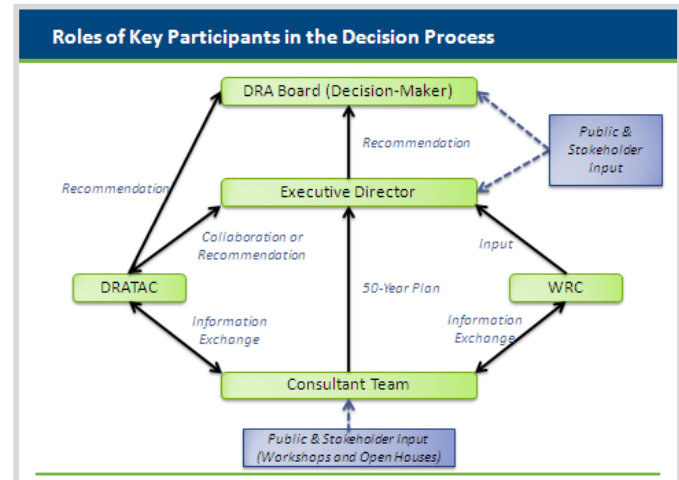 Roles of Key Participants in the Decision Process
DRA Board (Decision-Maker)
Public &
Stakeholder
Input
Recommendation
Recommendation
Executive Director
Collaboration or
Recommendation
Input
DRATAC
50-Year Plan
WRC
Information
Exchange
Information
Exchange
Consultant Team
Public & Stakeholder Input
(Workshops and Open Houses)